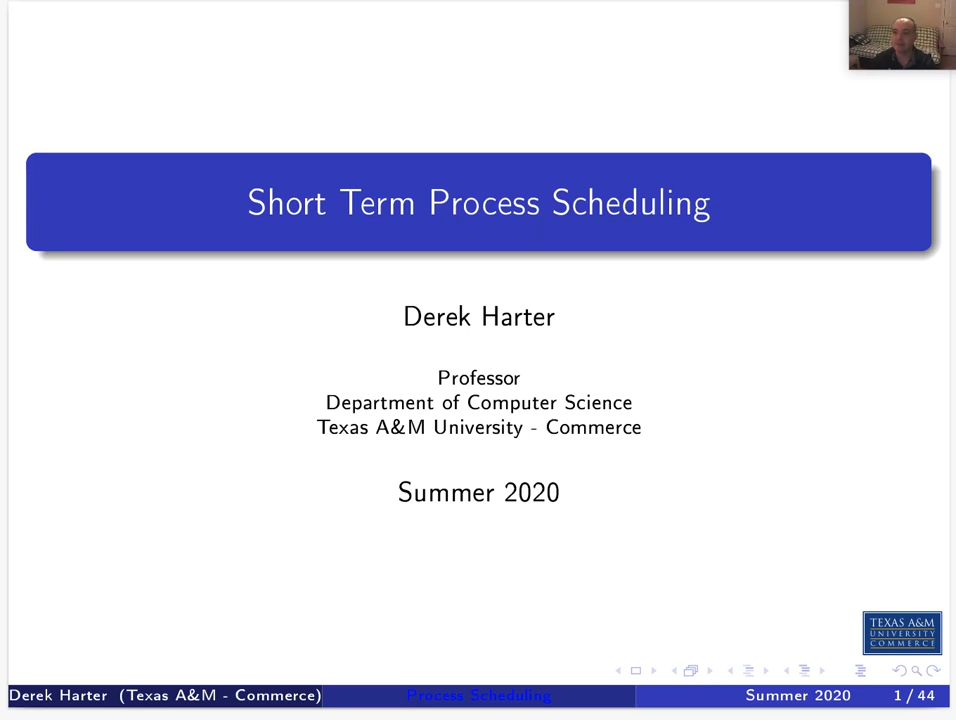 Short Term Process Scheduling
Derek Harter
Professor
Department of Computer Science
Texas A&M University - Commerce
Summer 2020
TEXAS A&M
UNIVERSITY
COMMERCE
Derek Harter (Texas A&M - Commerce)
Process Scheduling
Summer 2020
1 / 44